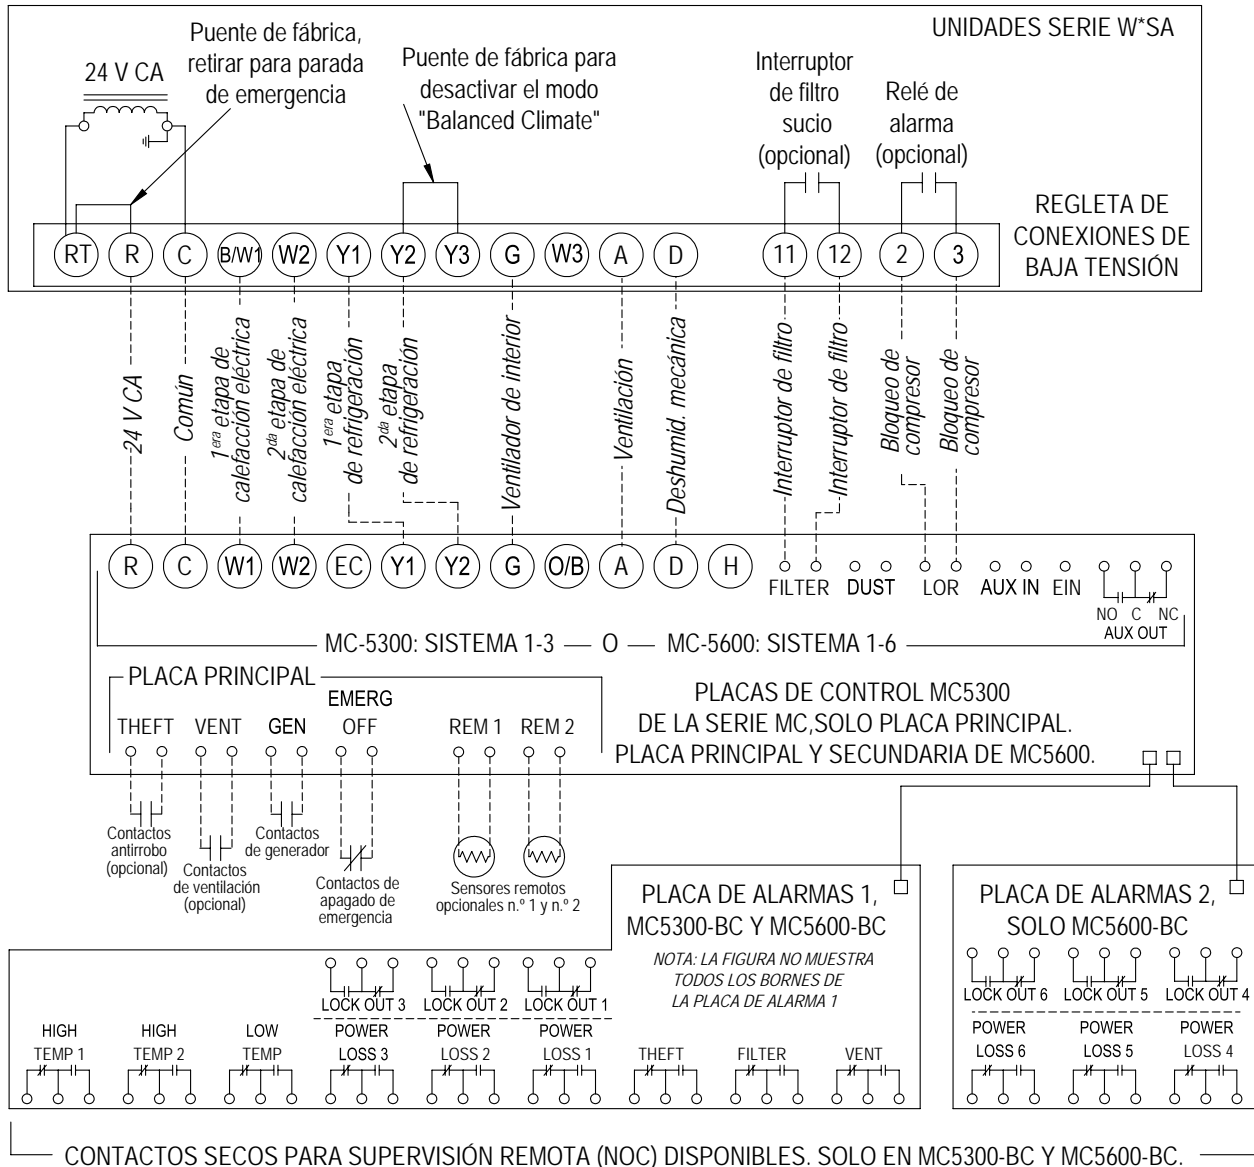 UNIDADES SERIE W*SA
24 V CA
Puente de fábrica,
retirar para parada
de emergencia
Puente de fábrica para
desactivar el modo
"Balanced Climate"
Interruptor
de filtro
sucio
(opcional)
Relé de
alarma
(opcional)
REGLETA DE
CONEXIONES DE
BAJA TENSIÓN
RT R C B/W1 W2 Y1 Y2 Y3 G W3 A D 11 12 2 3
24 V CA
Común
1era etapa de
calefacción eléctrica
2da etapa de
calefacción eléctrica
1era etapa
de refrigeración
2da etapa
de refrigeración
Ventilador de interior
Ventilación
Deshumid. mecánica
Interruptor de filtro
Interruptor de filtro
Bloqueo de
compresor
Bloqueo de
compresor
R C W1 W2 EC Y1 Y2 G O/B A D H
FILTER DUST LOR AUX IN EIN
NO C NC
AUX OUT
MC-5300: SISTEMA 1-3 O MC-5600: SISTEMA 1-6
PLACA PRINCIPAL
THEFT VENT GEN
EMERG
OFF
REM 1 REM 2
PLACAS DE CONTROL MC5300
DE LA SERIE MC,SOLO PLACA PRINCIPAL.
PLACA PRINCIPAL Y SECUNDARIA DE MC5600.
Contactos
antirrobo
(opcional)
Contactos
de ventilación
(opcional)
Contactos
de generador
Contactos de
apagado de
emergencia
Sensores remotos
opcionales n.º 1 y n.º 2
PLACA DE ALARMAS 1,
MC5300-BC Y MC5600-BC
NOTA: LA FIGURA NO MUESTRA
TODOS LOS BORNES DE
LA PLACA DE ALARMA 1
PLACA DE ALARMAS 2,
SOLO MC5600-BC
LOCK OUT 3 LOCK OUT 2 LOCK OUT 1
LOCK OUT 6 LOCK OUT 5 LOCK OUT 4
HIGH
TEMP 1
HIGH
TEMP 2
LOW
TEMP
POWER
LOSS 3
POWER
LOSS 2
POWER
LOSS 1
THEFT
FILTER
VENT
POWER
LOSS 6
POWER
LOSS 5
POWER
LOSS 4
CONTACTOS SECOS PARA SUPERVISIÓN REMOTA (NOC) DISPONIBLES. SOLO EN MC5300-BC Y MC5600-BC.